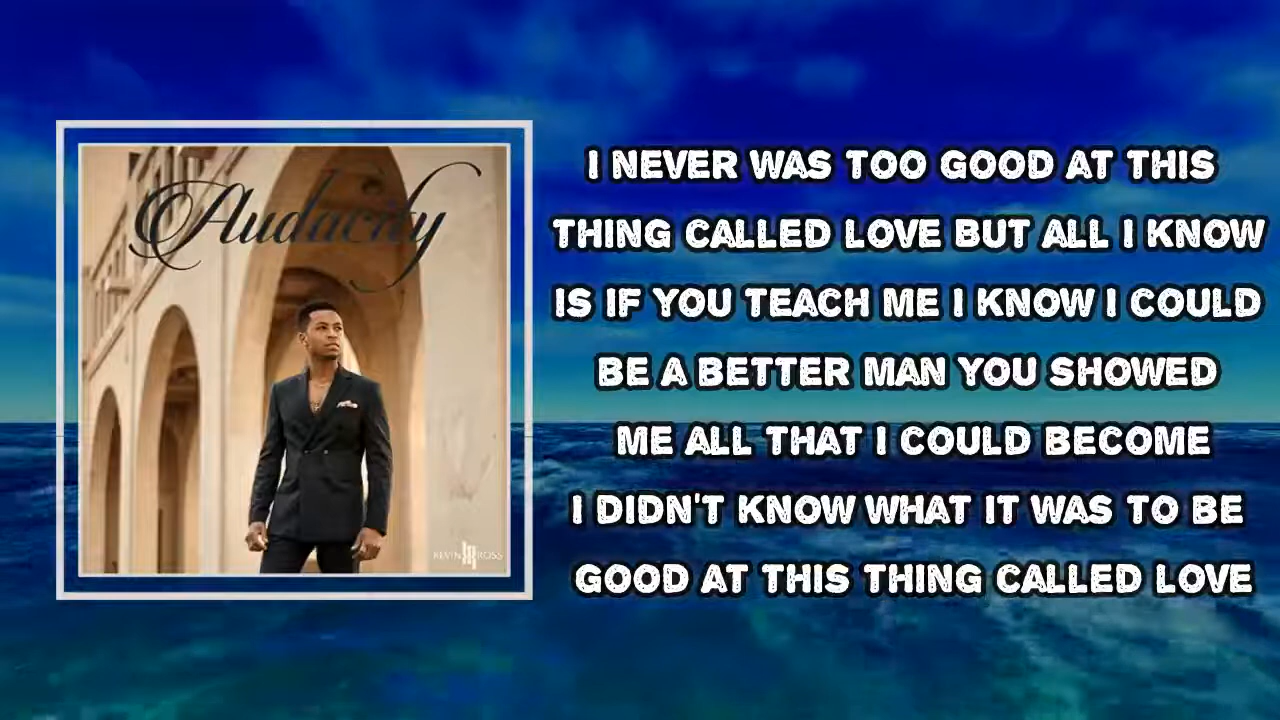 Audacity
KEVIN ROSS
I NEVER WAS TOO GOOD AT THIS
THING CALLED LOVE BUT ALL I KNOW
IS IF YOU TEACH ME I KNOW I COULD
BE A BETTER MAN YOU SHOWED
ME ALL THAT I COULD BECOME
I DIDN'T KNOW WHAT IT WAS TO BE
GOOD AT THIS THING CALLED LOVE